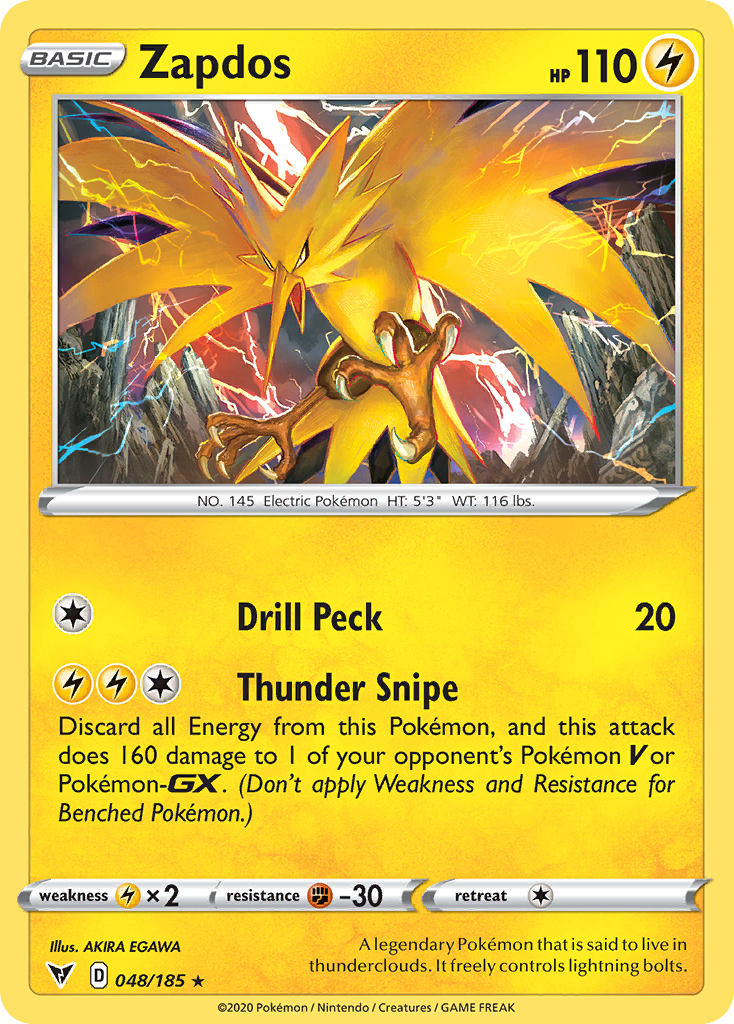 BASIC Zapdos HP 110
NO. 145 Electric Pokémon HT: 5'3" WT: 116 lbs.
Drill Peck 20
Thunder Snipe
Discard all Energy from this Pokémon, and this attack
does 160 damage to 1 of your opponent's Pokémon V or
Pokémon-GX. (Don't apply Weakness and Resistance for
Benched Pokémon.)
weakness ×2 resistance -30 retreat
Illus. AKIRA EGAWA
A legendary Pokémon that is said to live in
thunderclouds. It freely controls lightning bolts.
D 048/185 ★
©2020 Pokémon / Nintendo / Creatures / GAME FREAK